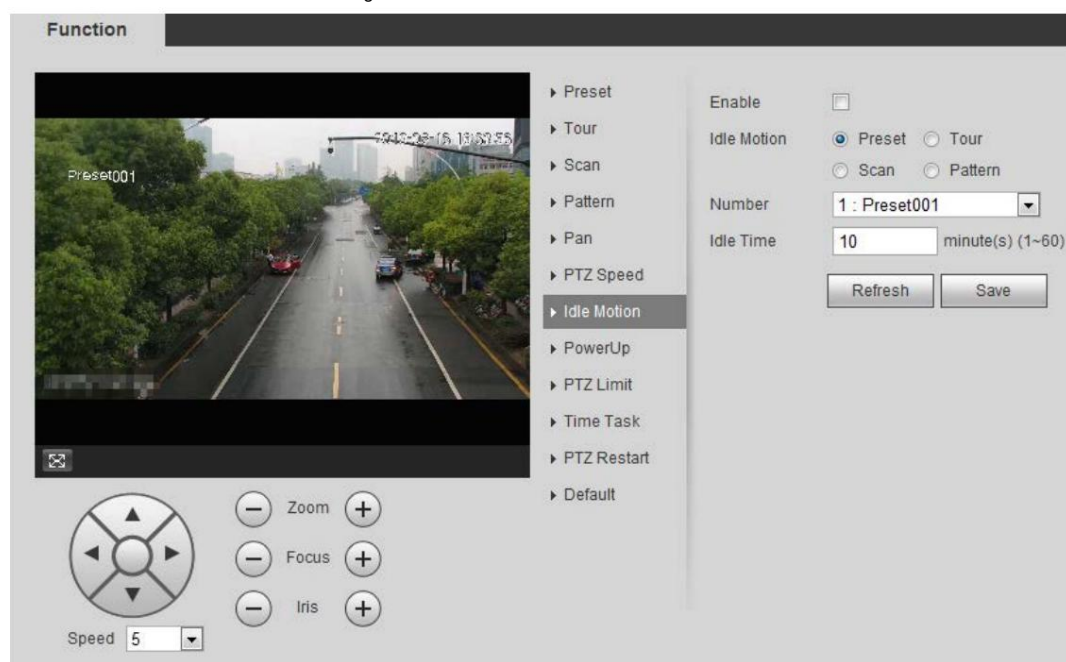 Function
Preset001
Preset
Tour
Scan
Pattern
Pan
PTZ Speed
Idle Motion
PowerUp
PTZ Limit
Time Task
PTZ Restart
Default
Enable
Idle Motion
Preset
Tour
Scan
Pattern
Number
1 : Preset001
Idle Time
10
minute(s) (1~60)
Refresh
Save
Zoom
Focus
Iris
Speed
5